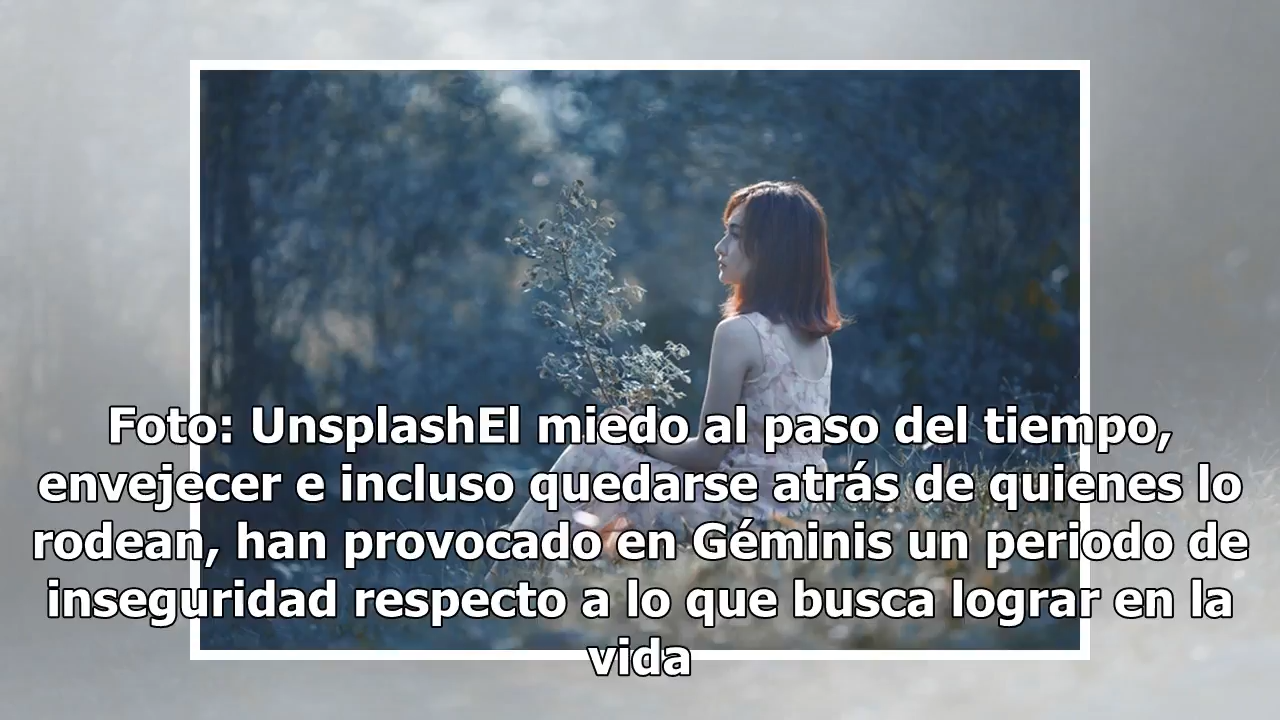 Foto: UnsplashEl miedo al paso del tiempo,
envejecer e incluso quedarse atrás de quienes lo
rodean, han provocado en Géminis un periodo de
inseguridad respecto a lo que busca lograr en la
vida